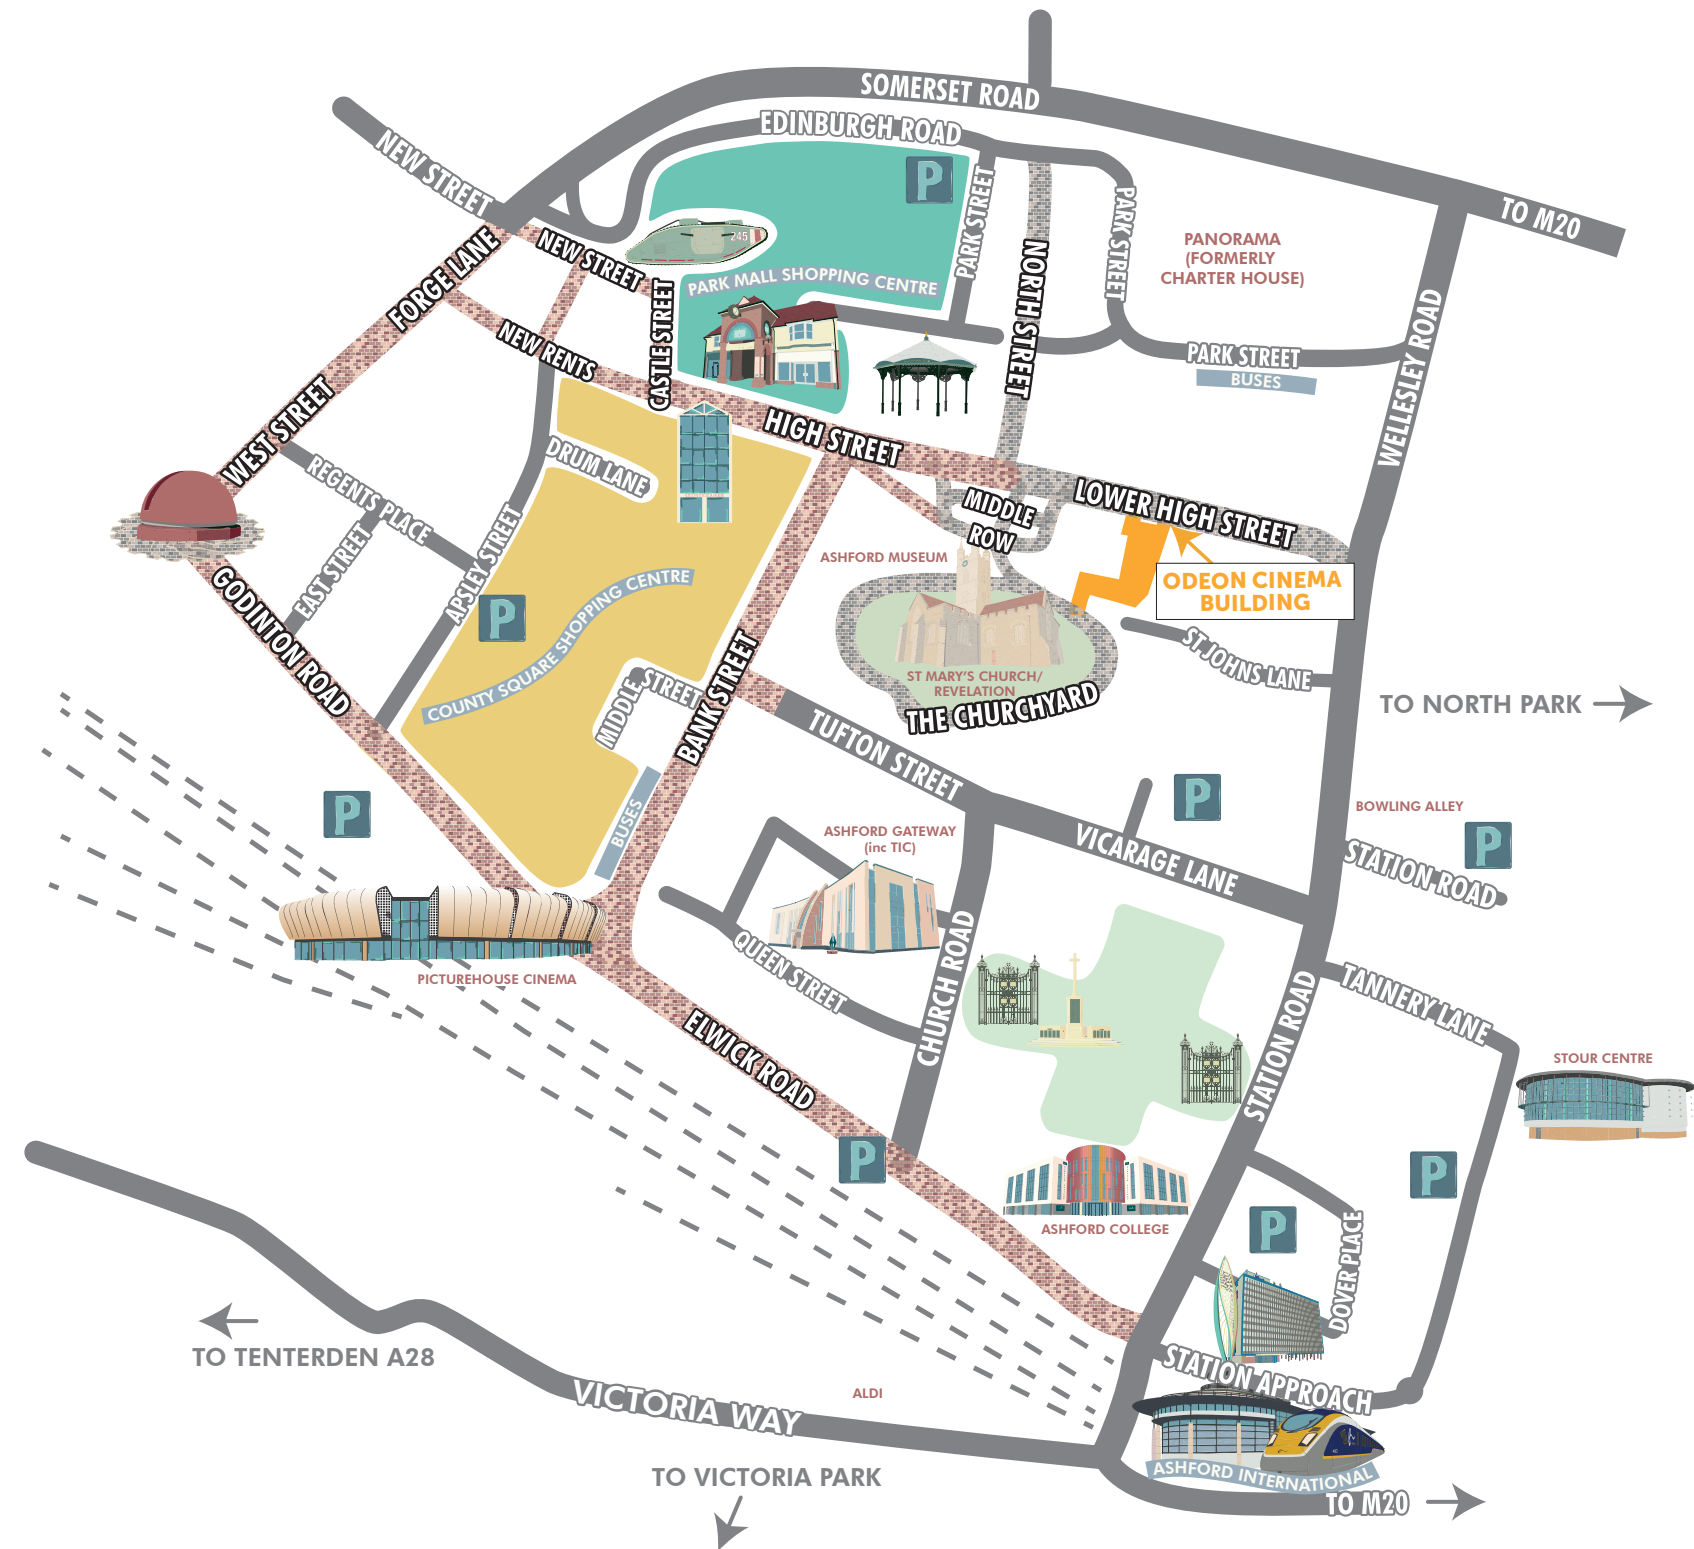 SOMERSET ROAD
EDINBURGH ROAD
NEW STREET
TO M20
P
PARK STREET
PARK STREET
245
NEW STREET
FORGE LANE
PANORAMA
(FORMERLY
CHARTER HOUSE)
PARK MALL SHOPPING CENTRE
NORTH STREET
CASTLE STREET
NEW RENTS
PARK STREET
BUSES
WELLESLEY ROAD
WEST STREET
HIGH STREET
REGENTS PLACE
DRUM LANE
MIDDLE
ROW
LOWER HIGH STREET
EAST STREET
APSLEY STREET
ASHFORD MUSEUM
ODEON CINEMA
BUILDING
GODINTON ROAD
P
COUNTY SQUARE SHOPPING CENTRE
BANK STREET
ST JOHNS LANE
ST MARY'S CHURCH/
REVELATION
THE CHURCHYARD
MIDDLE STREET
TO NORTH PARK
TUFTON STREET
P
P
BUSES
BOWLING ALLEY
ASHFORD GATEWAY
(inc TIC)
VICARAGE LANE
P
STATION ROAD
QUEEN STREET
CHURCH ROAD
PICTUREHOUSE CINEMA
TANNERY LANE
STATION ROAD
ELWICK ROAD
STOUR CENTRE
P
P
ASHFORD COLLEGE
P
DOVER PLACE
TO TENTERDEN A28
STATION APPROACH
VICTORIA WAY
ALDI
TO VICTORIA PARK
ASHFORD INTERNATIONAL
TO M20